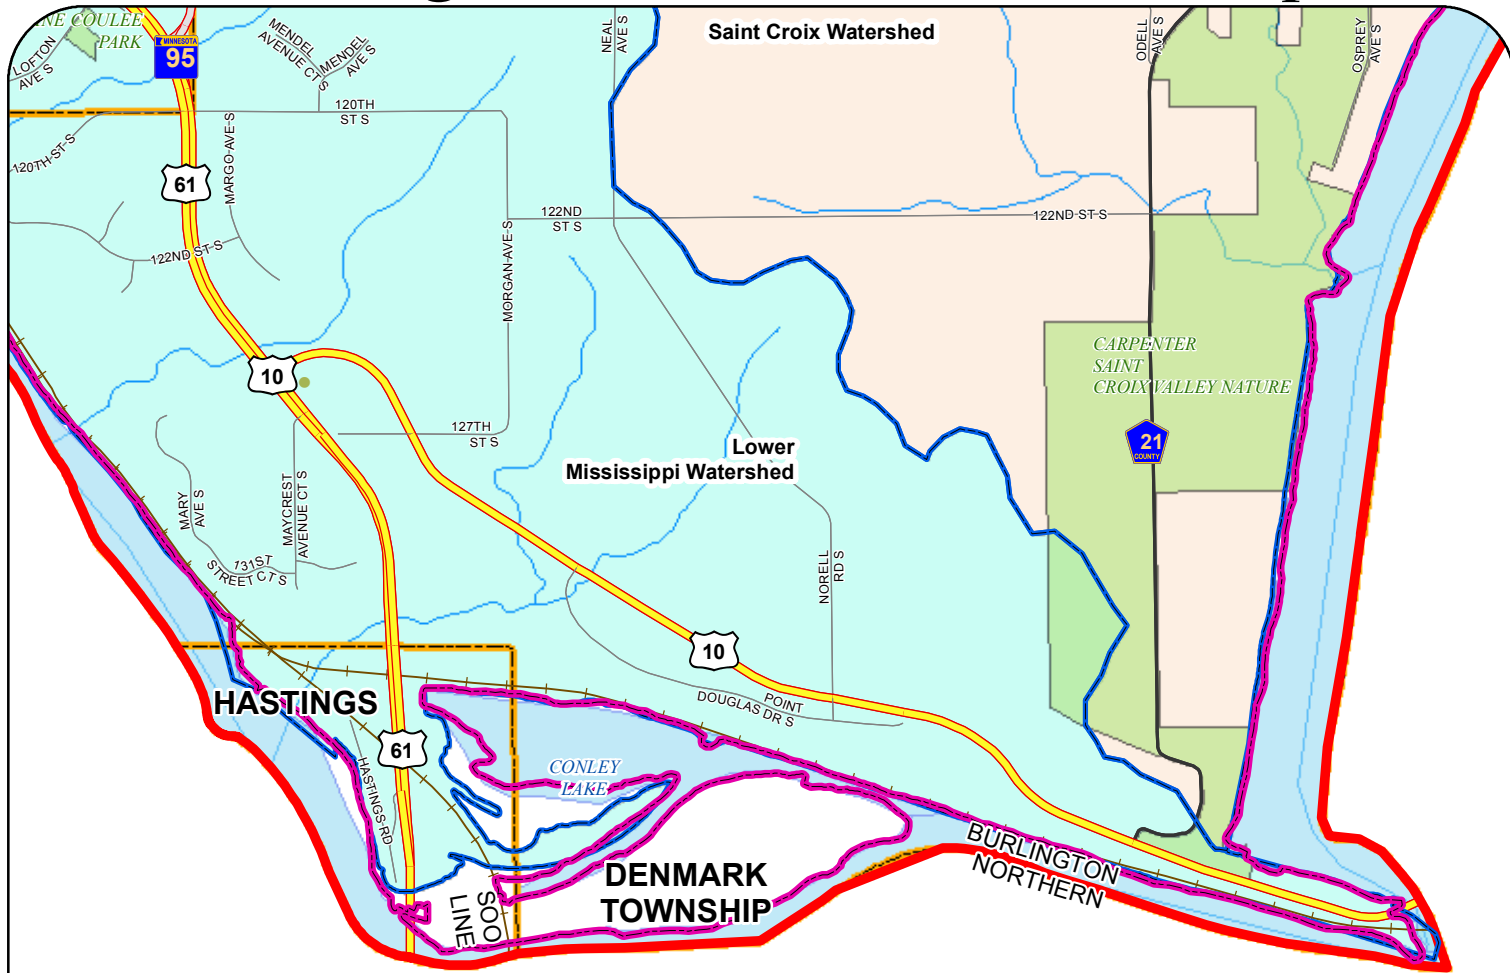 COULEE
PARK
LOFTON
AVE S
MINNESOTA
95
MENDEL
AVENUE CT S
MENDEL
AVE S
NEAL
AVE S
Saint Croix Watershed
ODELL
AVE S
OSPREY
AVE S
120TH
ST S
120TH ST S
MARGO AVE S
61
122ND
ST S
122ND ST S
122ND ST S
MORGAN AVE S
10
CARPENTER
SAINT
CROIX VALLEY NATURE
21
COUNTY
127TH
ST S
Lower
Mississippi Watershed
MARY
AVE S
MAYCREST
AVENUE CT S
131ST
STREET CT S
NORELL
RD S
10
POINT
DOUGLAS DR S
HASTINGS
61
HASTINGS RD
CONLEY
LAKE
BURLINGTON
NORTHERN
DENMARK
TOWNSHIP
SOO
LINE